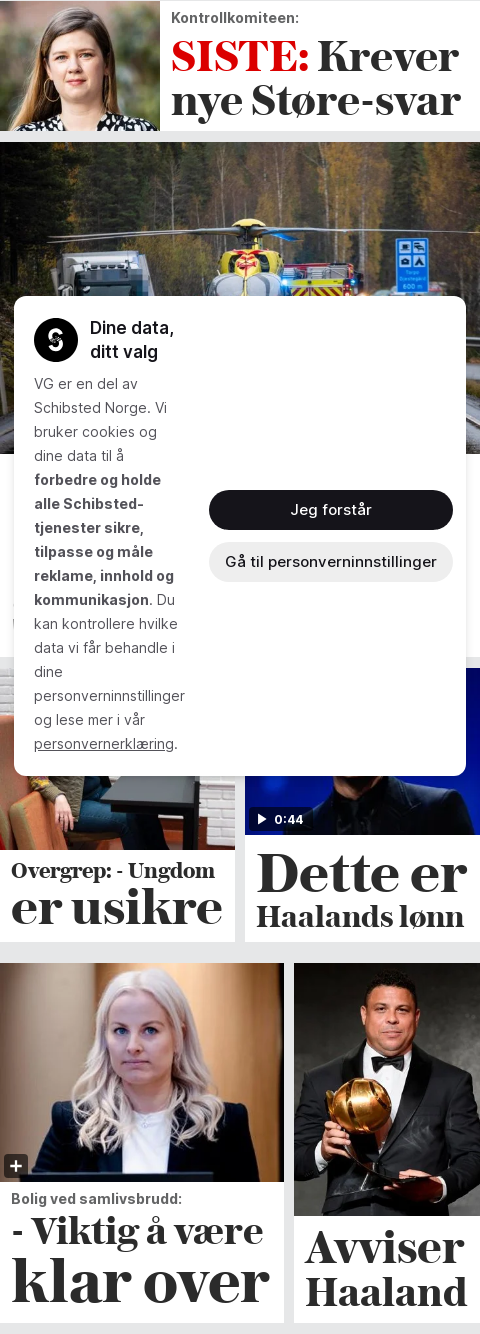 Kontrollkomiteen:
SISTE: Krever
nye Støre-svar
600 m
Dine data,
ditt valg
VG er en del av
Schibsted Norge. Vi
bruker cookies og
dine data til å
forbedre og holde
alle Schibsted-
tjenester sikre,
tilpasse og måle
reklame, innhold og
kommunikasjon. Du
kan kontrollere hvilke
data vi får behandle i
dine
personverninnstillinger
og lese mer i vår
personvernerklæring.
Jeg forstår
Gå til personverninnstillinger
0:44
Overgrep: - Ungdom
er usikre
Dette er
Haalands lønn
Bolig ved samlivsbrudd:
- Viktig å være
klar over
Avviser
Haaland